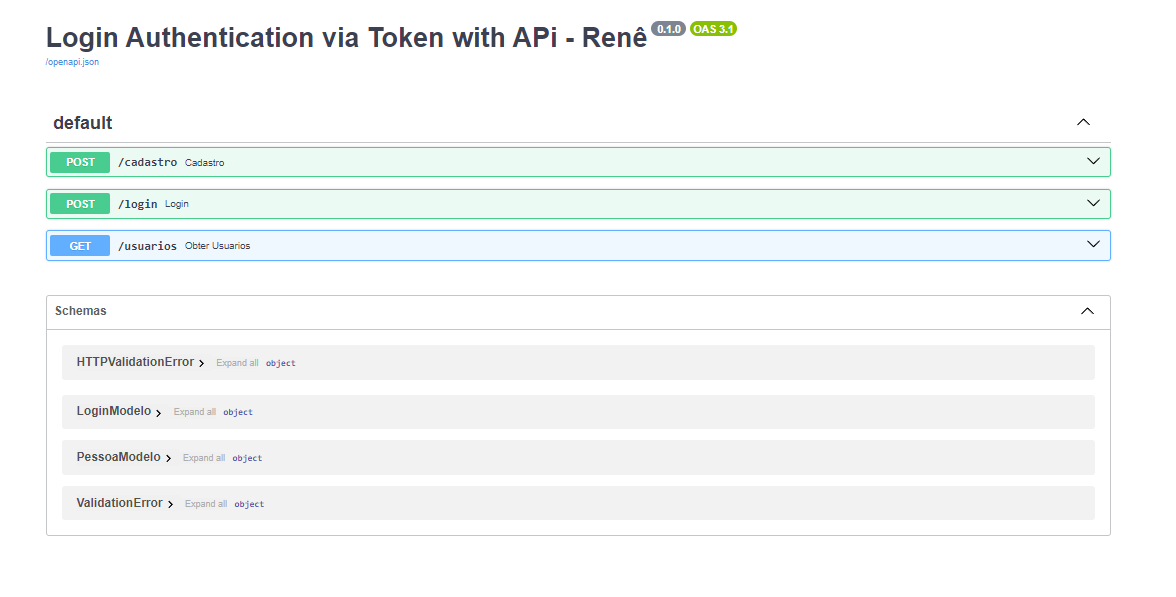 Login Authentication via Token with APi - Renê 0.1.0 OAS 3.1
/openapi.json
default
POST /cadastro Cadastro
POST /login Login
GET /usuarios Obter Usuarios
Schemas
HTTPValidationError Expand all object
LoginModelo Expand all object
PessoaModelo Expand all object
ValidationError Expand all object